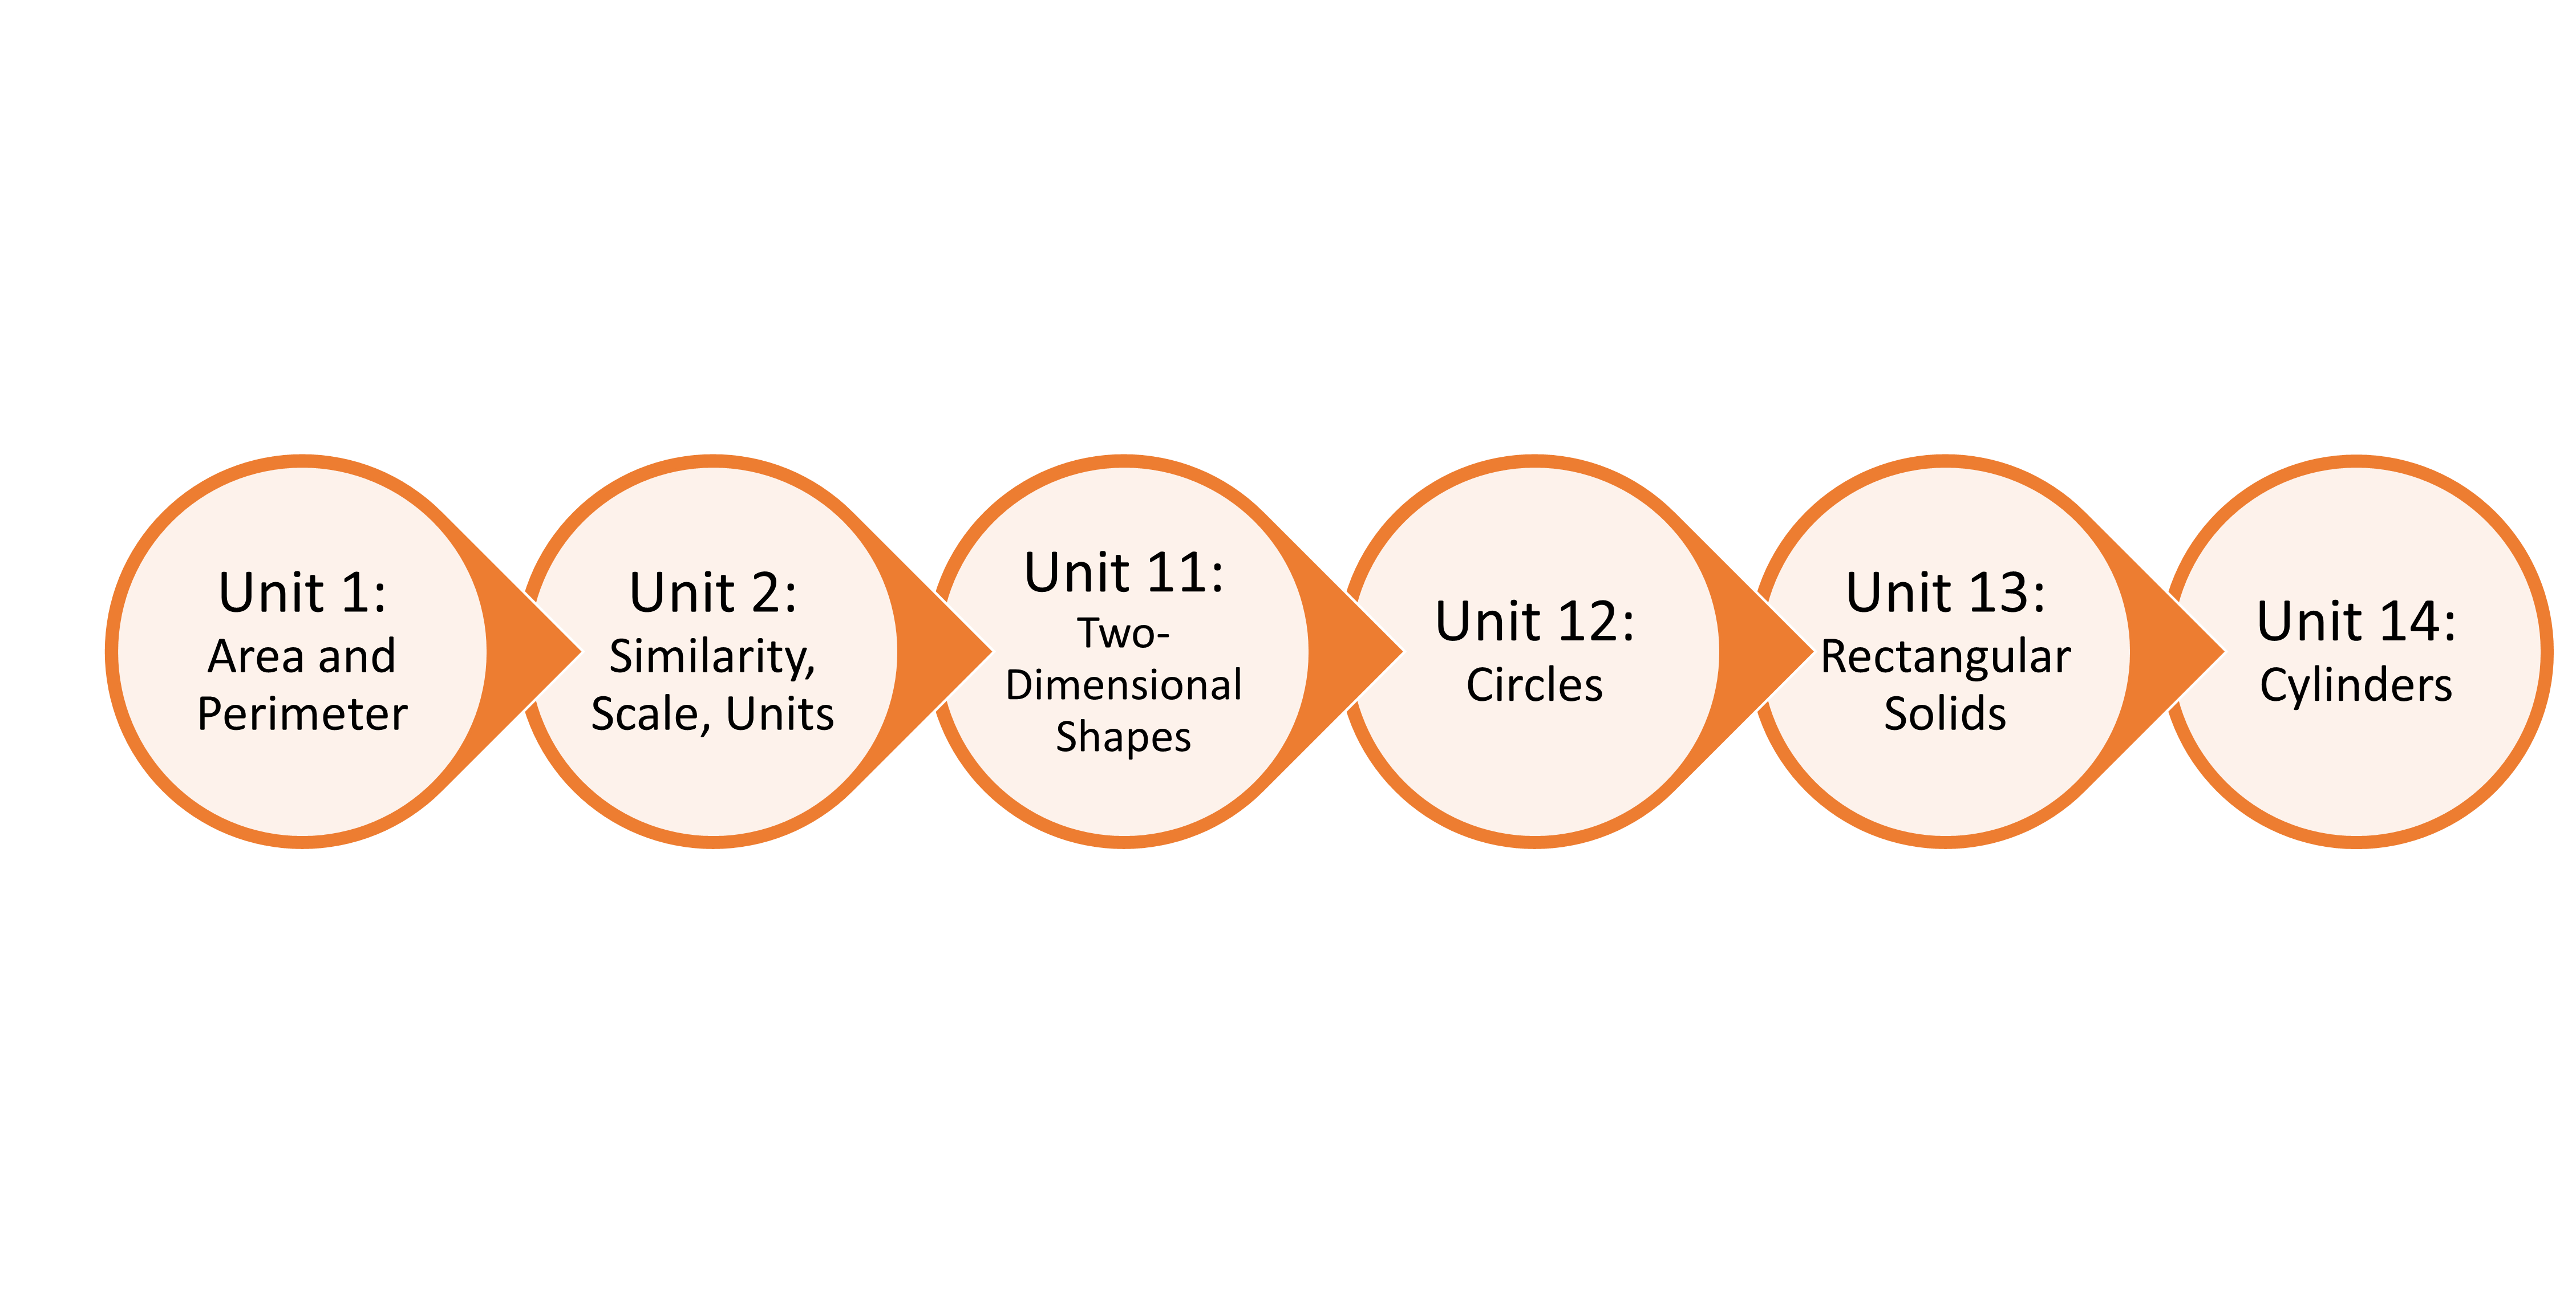 Unit 1:
Area and
Perimeter
Unit 2:
Similarity,
Scale, Units
Unit 11:
Two-
Dimensional
Shapes
Unit 12:
Circles
Unit 13:
Rectangular
Solids
Unit 14:
Cylinders